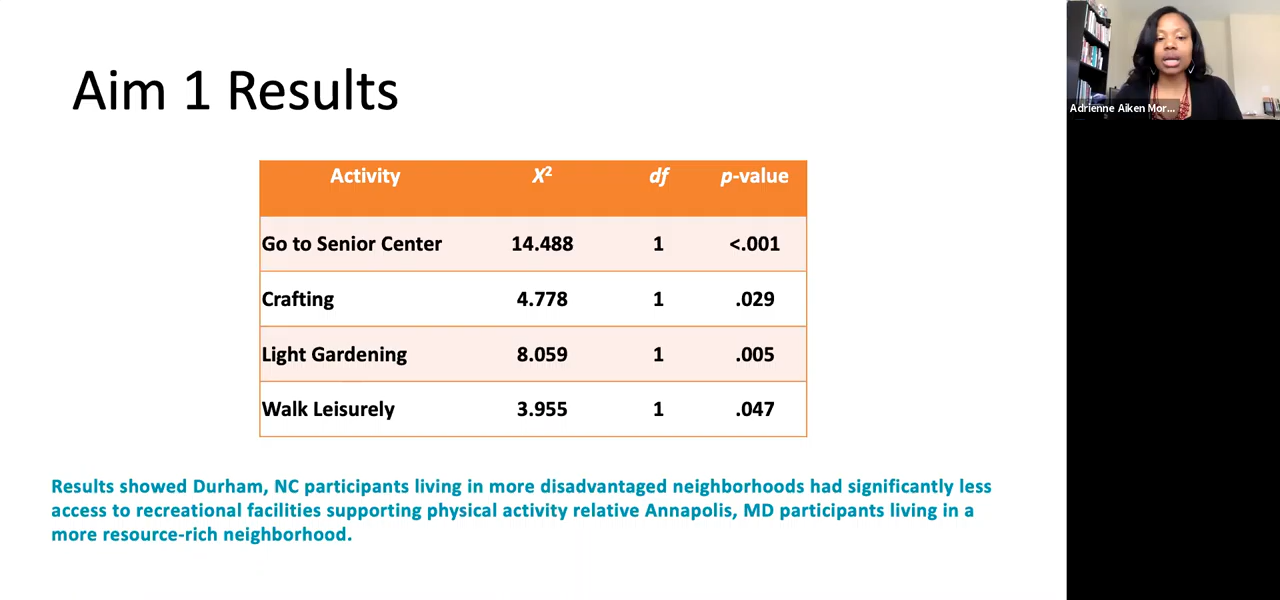 Aim 1 Results
Activity X² df p-value
Go to Senior Center 14.488 1 <.001
Crafting 4.778 1 .029
Light Gardening 8.059 1 .005
Walk Leisurely 3.955 1 .047
Results showed Durham, NC participants living in more disadvantaged neighborhoods had significantly less
access to recreational facilities supporting physical activity relative Annapolis, MD participants living in a
more resource-rich neighborhood.
Adrienne Aiken Mor...